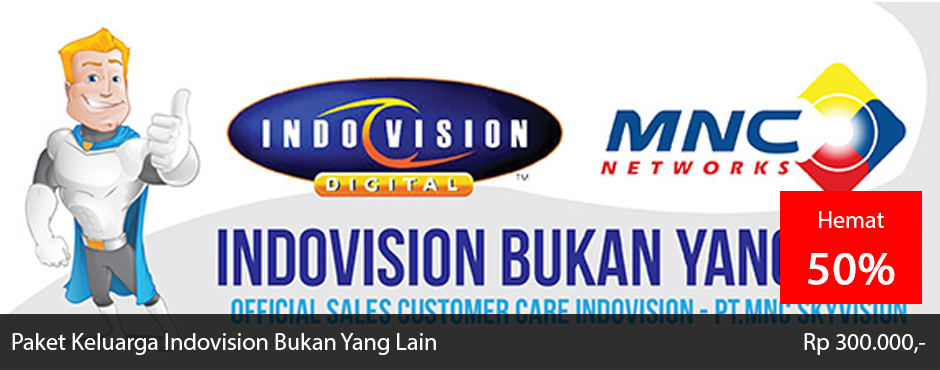 INDOVISION
DIGITAL
TM
MNC
NETWORKS
Hemat
50%
INDOVISION BUKAN YANG
OFFICIAL SALES CUSTOMER CARE INDOVISION - PT.MNC SKYVISION
Paket Keluarga Indovision Bukan Yang Lain
Rp 300.000,-